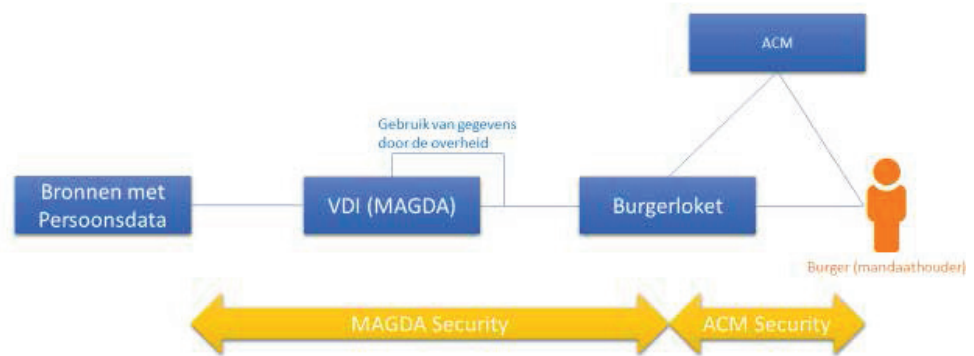 ACM
Gebruik van gegevens
door de overheid
Bronnen met
Persoonsdata
VDI (MAGDA)
Burgerloket
Burger (mandaathouder)
MAGDA Security
ACM Security